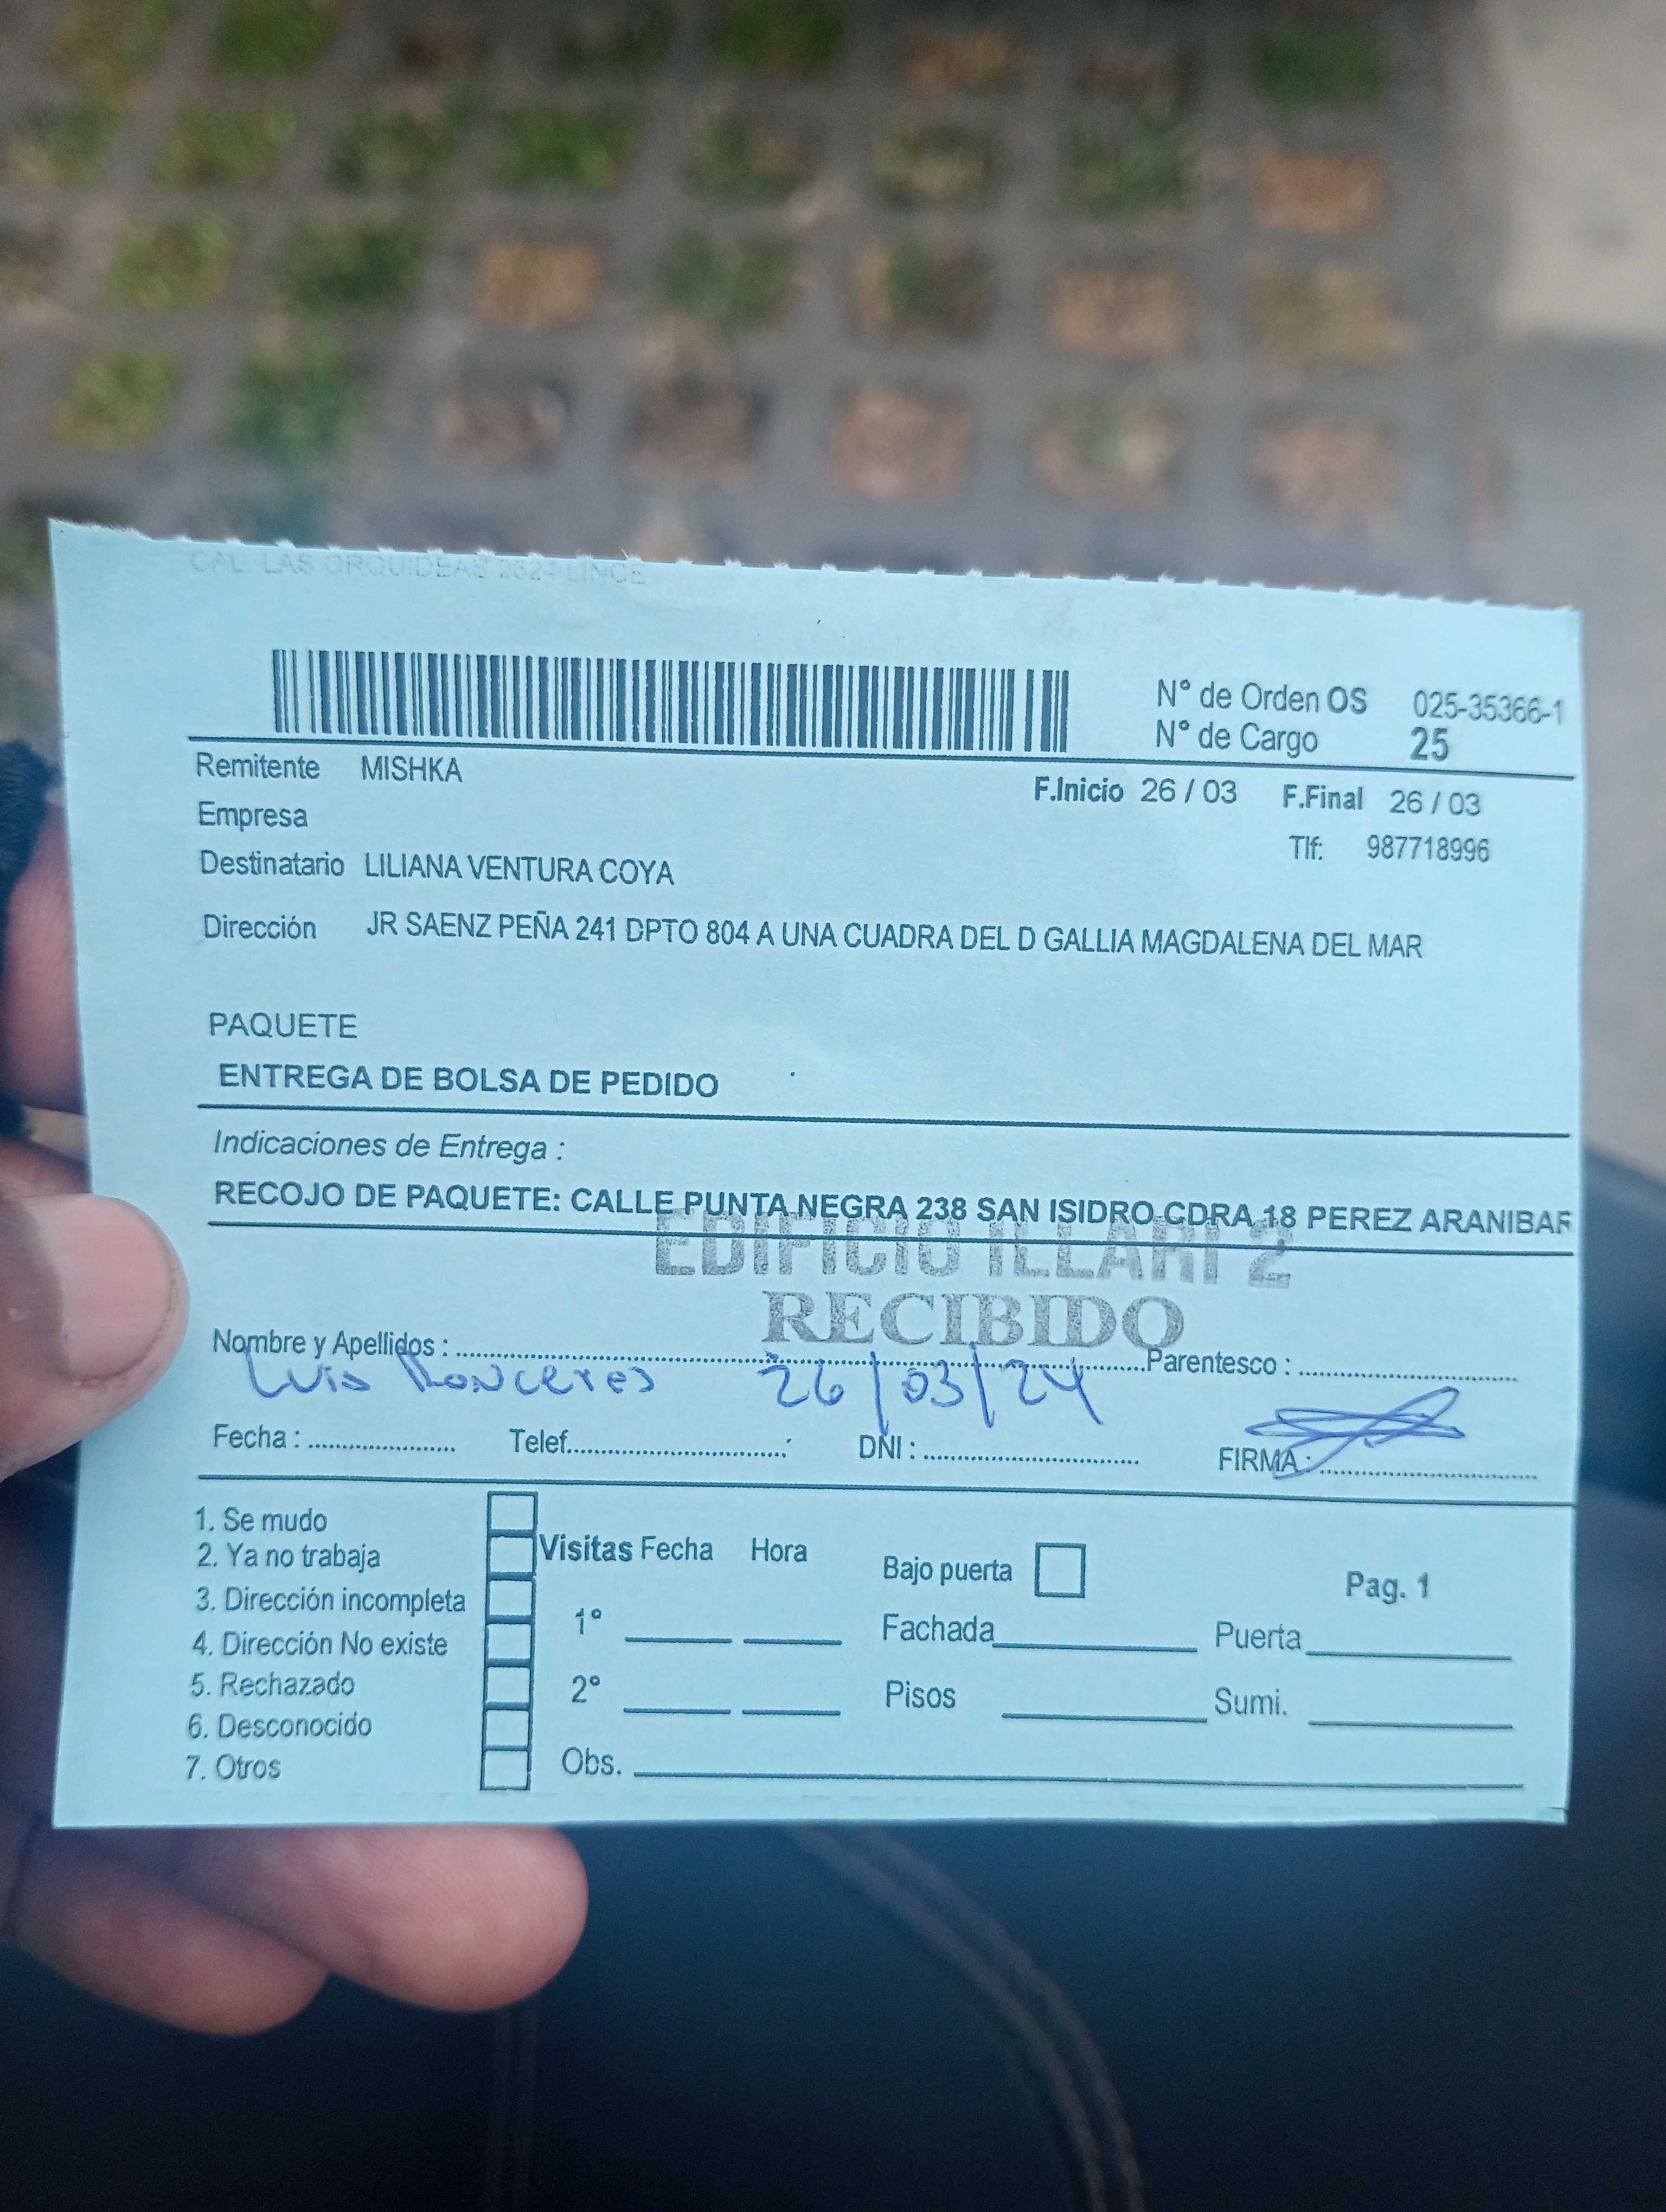 CAL. LAS ORQUIDEAS 2624 LINCE
N° de Orden OS 025-35366-1
N° de Cargo 25
Remitente MISHKA
F.Inicio 26 / 03 F.Final 26 / 03
Empresa
Tlf: 987718996
Destinatario LILIANA VENTURA COYA
Dirección JR SAENZ PEÑA 241 DPTO 804 A UNA CUADRA DEL D GALLIA MAGDALENA DEL MAR
PAQUETE
ENTREGA DE BOLSA DE PEDIDO
Indicaciones de Entrega :
RECOJO DE PAQUETE: CALLE PUNTA NEGRA 238 SAN ISIDRO CDRA 18 PEREZ ARANIBAR
EDIFICIO ILLARI 2
RECIBIDO
Nombre y Apellidos : Parentesco :
Luis Ronceres 26/03/24
Fecha : Telef. DNI : FIRMA :
1. Se mudo
2. Ya no trabaja
3. Dirección incompleta
4. Dirección No existe
5. Rechazado
6. Desconocido
7. Otros
Visitas Fecha Hora
1°
2°
Obs.
Bajo puerta
Fachada
Pisos
Pag. 1
Puerta
Sumi.